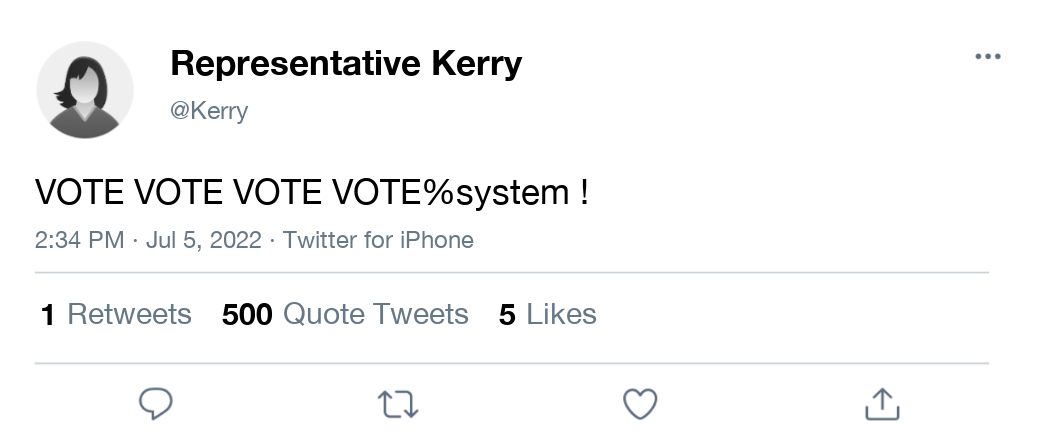 Representative Kerry
@Kerry
VOTE VOTE VOTE VOTE%system !
2:34 PM · Jul 5, 2022 · Twitter for iPhone
1 Retweets 500 Quote Tweets 5 Likes